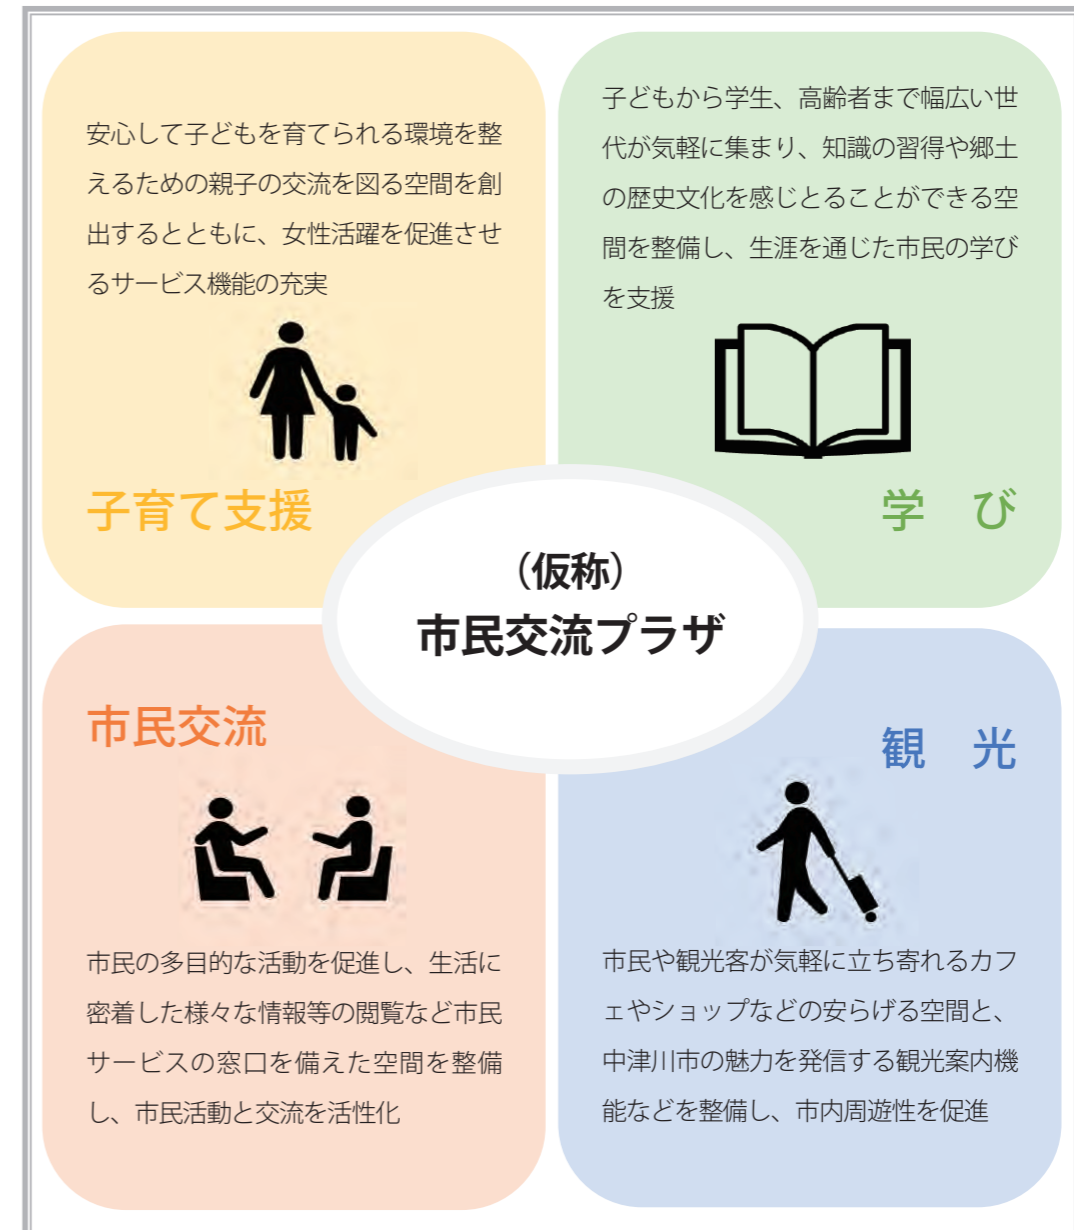 安心して子どもを育てられる環境を整
えるための親子の交流を図る空間を創
出するとともに、女性活躍を促進させ
るサービス機能の充実
子育て支援
子どもから学生、高齢者まで幅広い世
代が気軽に集まり、知識の習得や郷土
の歴史文化を感じとることができる空
間を整備し、生涯を通じた市民の学び
を支援
学　び
（仮称）
市民交流プラザ
市民交流
市民の多目的な活動を促進し、生活に
密着した様々な情報等の閲覧など市民
サービスの窓口を備えた空間を整備
し、市民活動と交流を活性化
観　光
市民や観光客が気軽に立ち寄れるカフ
ェやショップなどの安らげる空間と、
中津川市の魅力を発信する観光案内機
能などを整備し、市内周遊性を促進